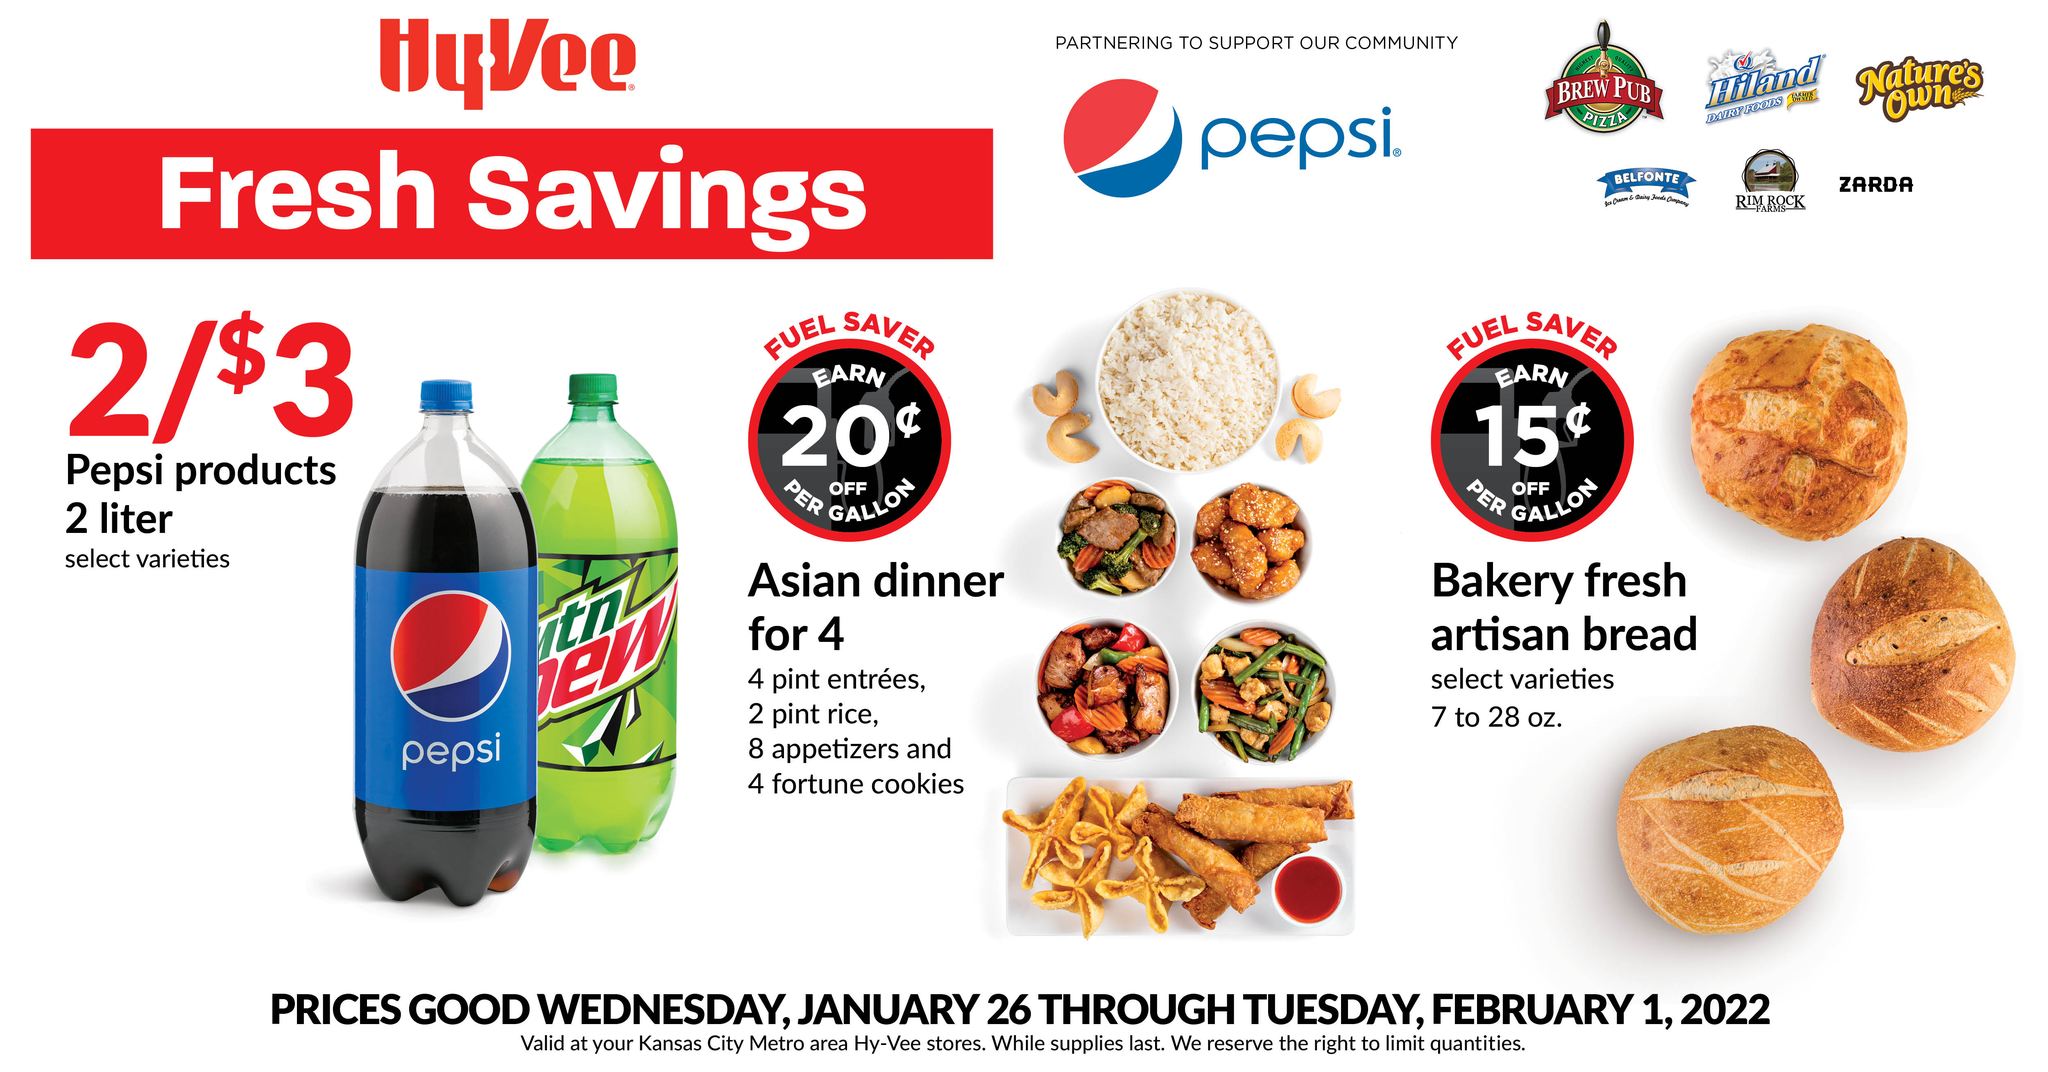 HyVee
Fresh Savings
PARTNERING TO SUPPORT OUR COMMUNITY
pepsi
BREW PUB
PIZZA
Hiland
DAIRY FOODS
Nature's
Own
BELFONTE
Ice Cream & Dairy Foods Company
RIM ROCK
FARMS
ZARDA
2/$3
Pepsi products
2 liter
select varieties
pepsi
mtn
dew
FUEL SAVER
EARN
20¢
OFF
PER GALLON
Asian dinner
for 4
4 pint entrées,
2 pint rice,
8 appetizers and
4 fortune cookies
FUEL SAVER
EARN
15¢
OFF
PER GALLON
Bakery fresh
artisan bread
select varieties
7 to 28 oz.
PRICES GOOD WEDNESDAY, JANUARY 26 THROUGH TUESDAY, FEBRUARY 1, 2022
Valid at your Kansas City Metro area Hy-Vee stores. While supplies last. We reserve the right to limit quantities.